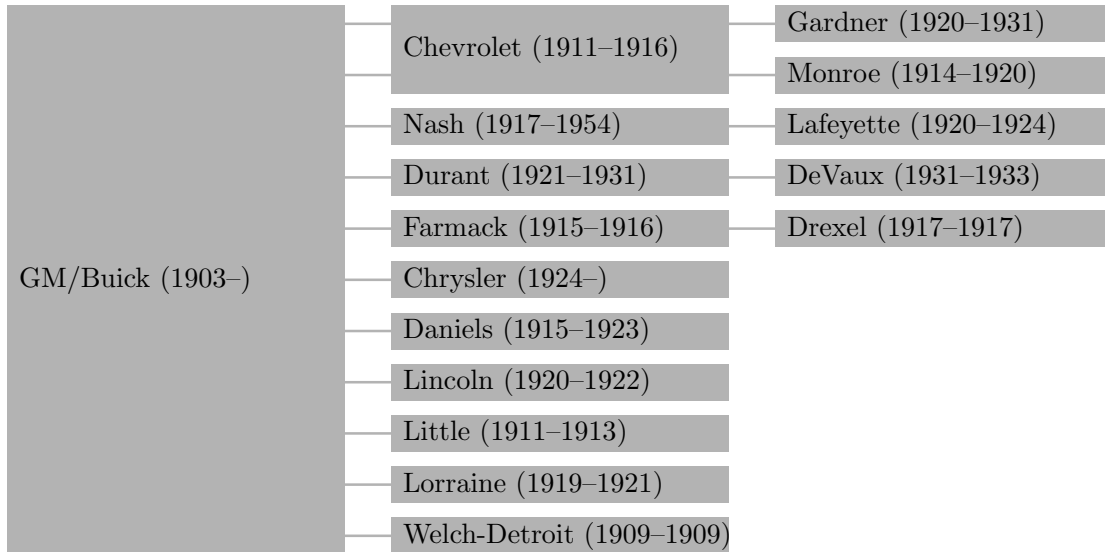 GM/Buick (1903–)
Chevrolet (1911–1916)
Gardner (1920–1931)
Monroe (1914–1920)
Nash (1917–1954)
Lafeyette (1920–1924)
Durant (1921–1931)
DeVaux (1931–1933)
Farmack (1915–1916)
Drexel (1917–1917)
Chrysler (1924–)
Daniels (1915–1923)
Lincoln (1920–1922)
Little (1911–1913)
Lorraine (1919–1921)
Welch-Detroit (1909–1909)